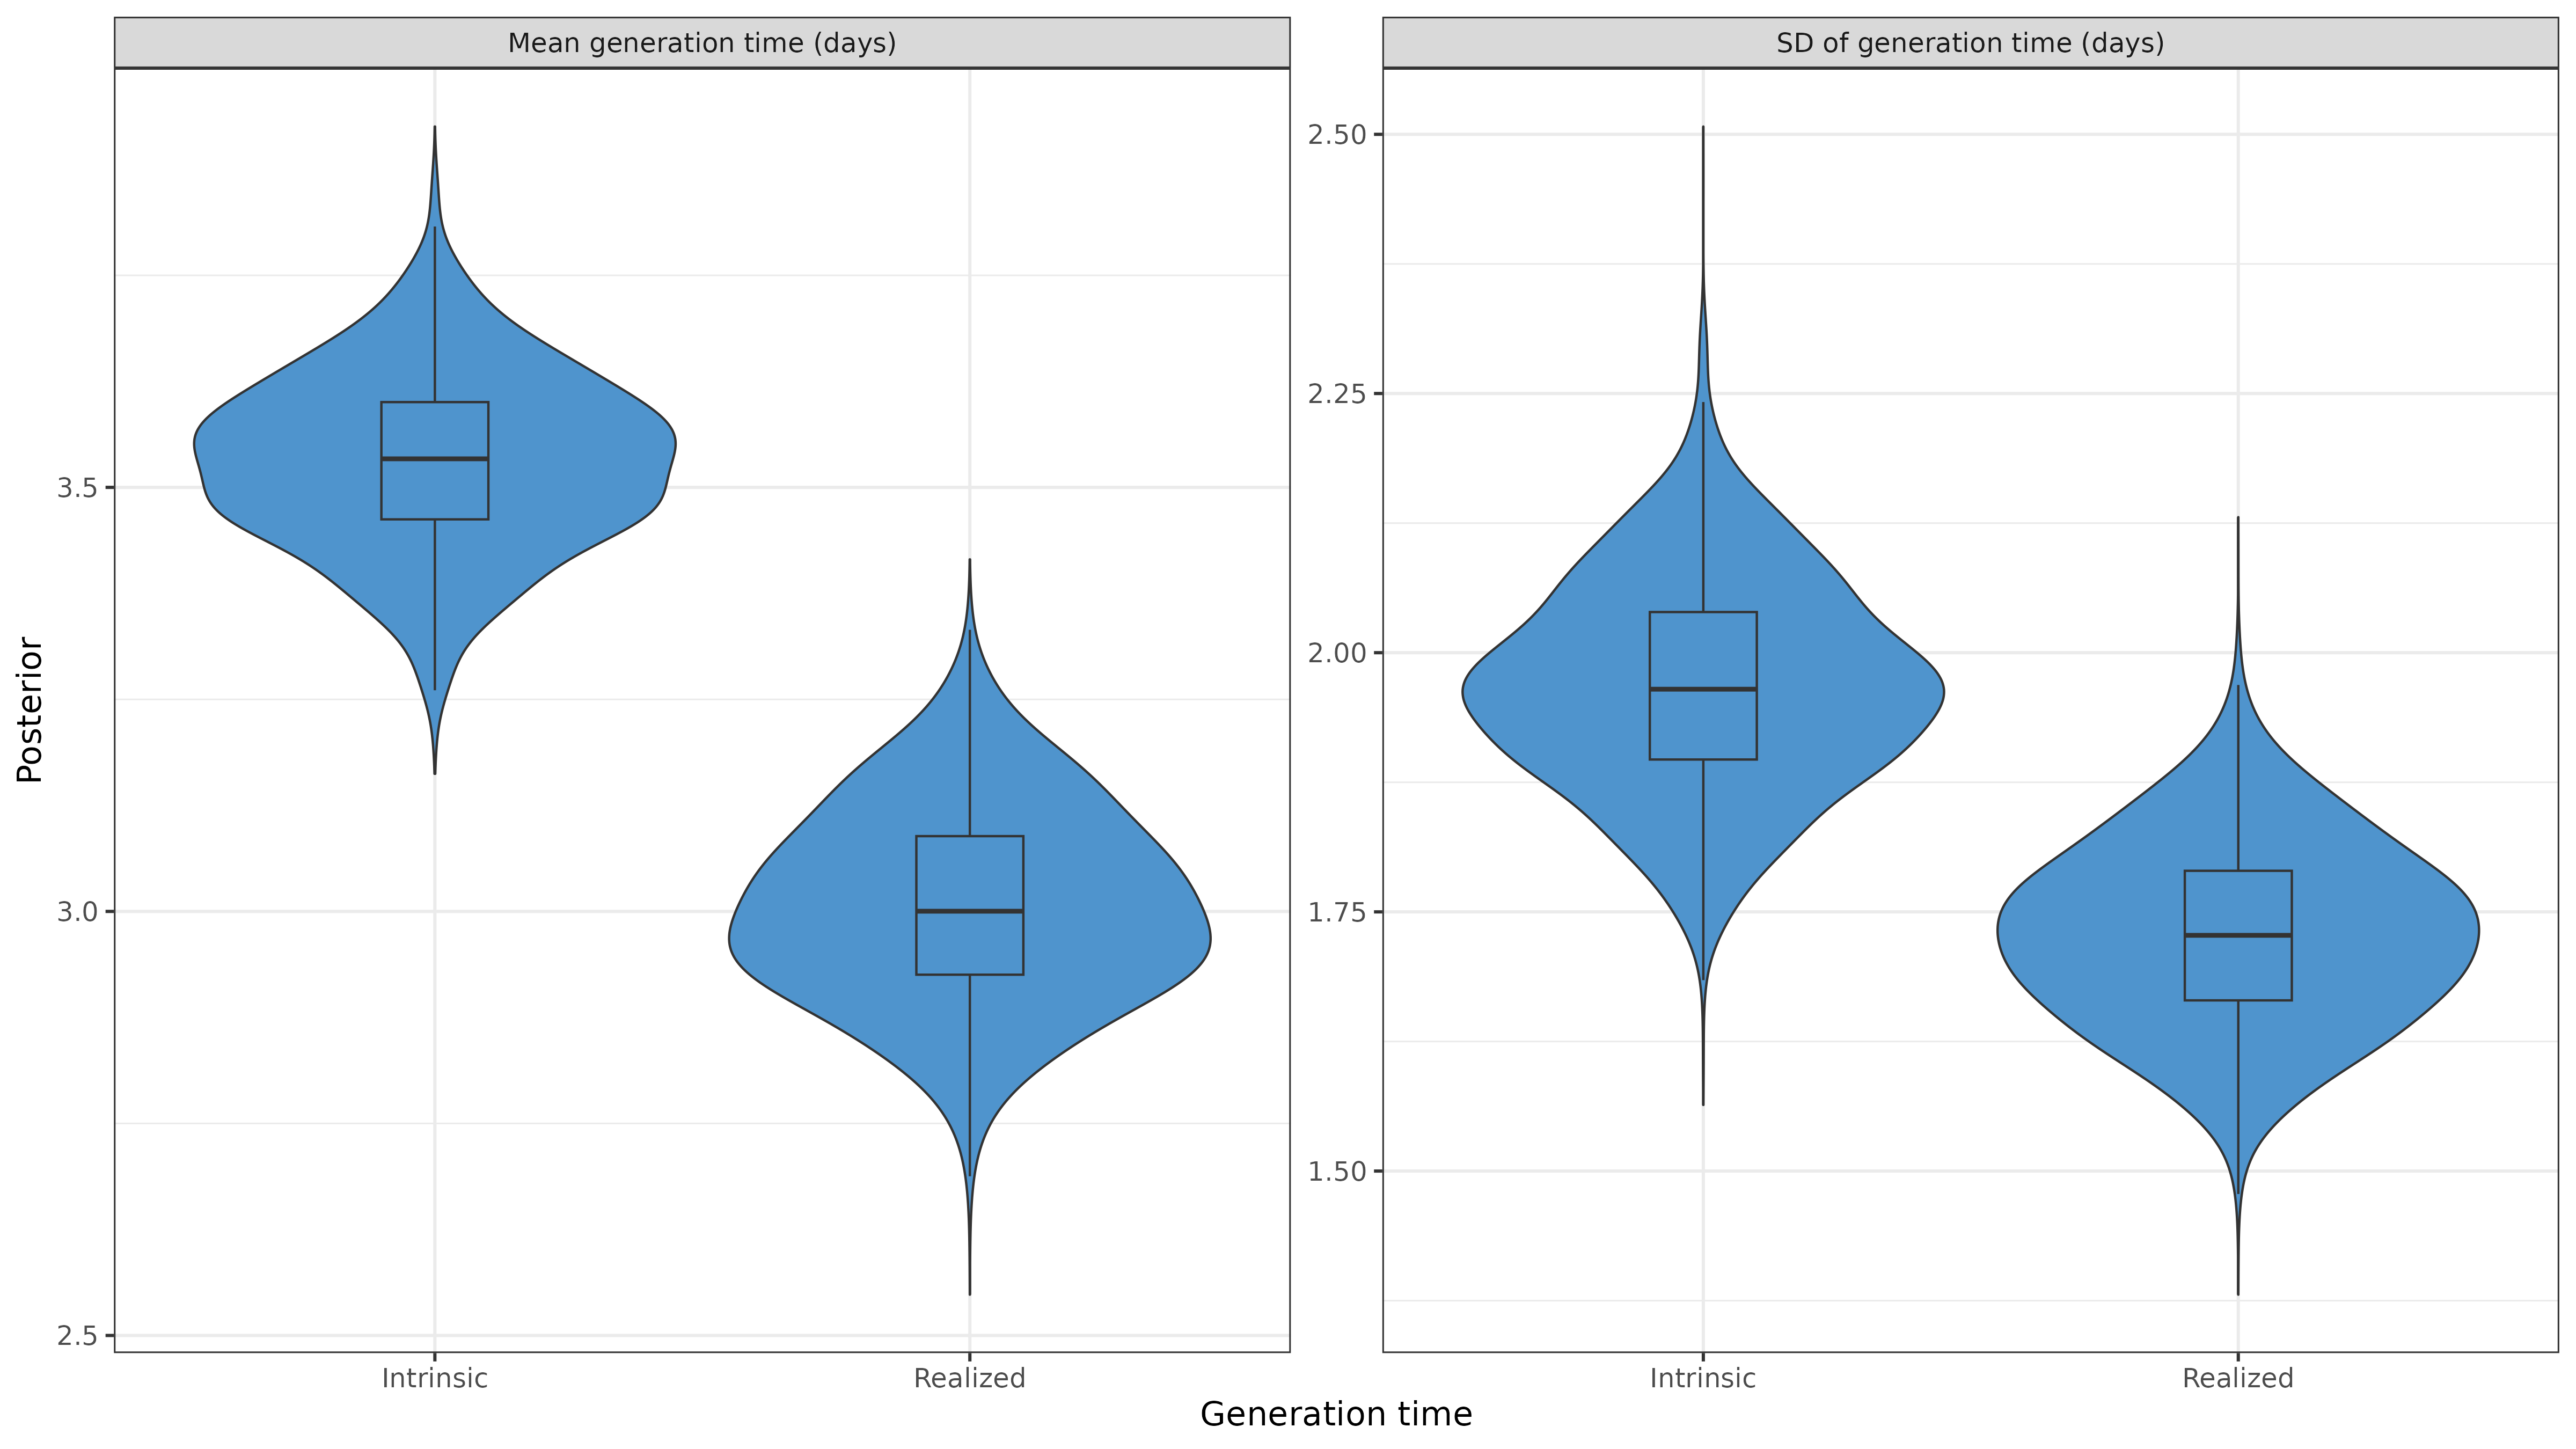 Mean generation time (days)
SD of generation time (days)
Posterior
3.5
3.0
2.5
2.50
2.25
2.00
1.75
1.50
Intrinsic
Realized
Intrinsic
Realized
Generation time